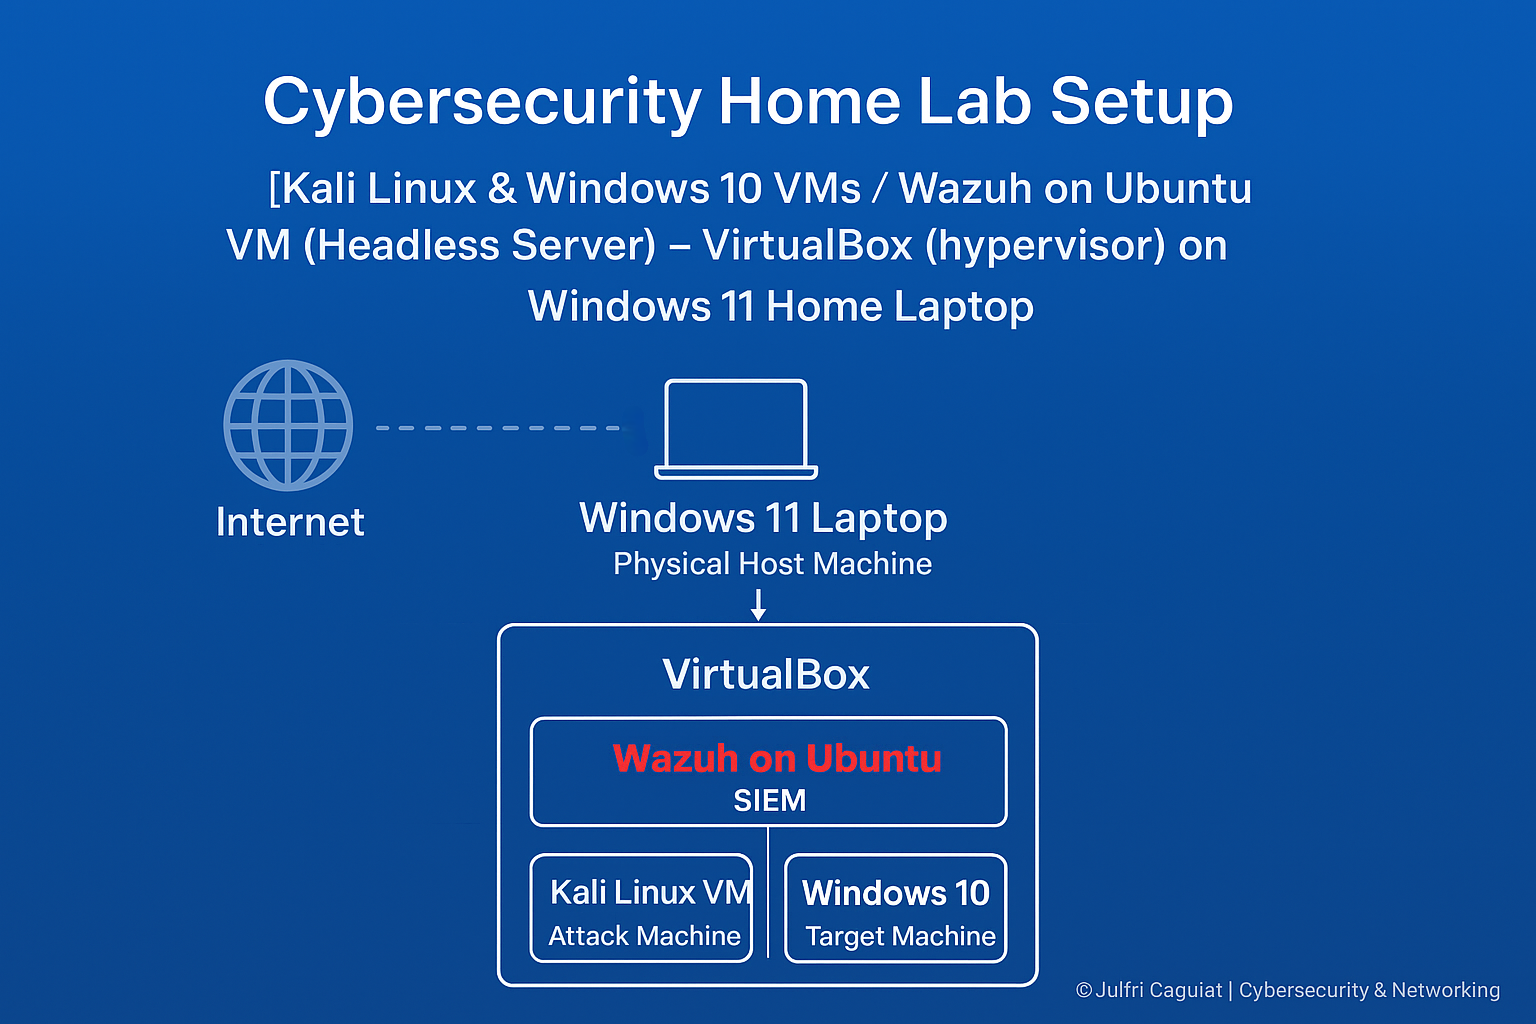 Cybersecurity Home Lab Setup
[Kali Linux & Windows 10 VMs / Wazuh on Ubuntu
VM (Headless Server) – VirtualBox (hypervisor) on
Windows 11 Home Laptop
Internet
Windows 11 Laptop
Physical Host Machine
VirtualBox
Wazuh on Ubuntu
SIEM
Kali Linux VM
Attack Machine
Windows 10
Target Machine
© Julfri Caguiat | Cybersecurity & Networking